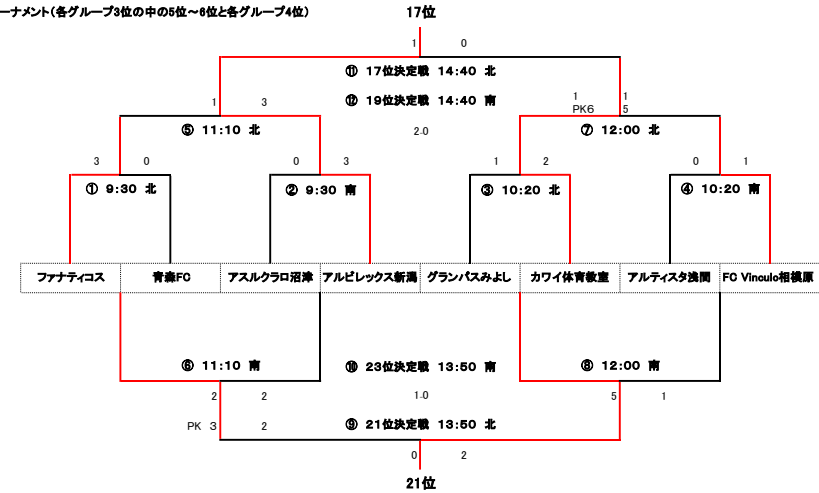 ーナメント(各グループ3位の中の5位～6位と各グループ4位)
17位
1 0
⑪ 17位決定戦 14:40 北
⑫ 19位決定戦 14:40 南
1 3
1 1
PK6 5
⑤ 11:10 北
2-0
⑦ 12:00 北
3 0 0 3 1 2 0 1
① 9:30 北 ② 9:30 南 ③ 10:20 北 ④ 10:20 南
ファナティコス 青森FC アスルクラロ沼津 アルビレックス新潟 グランパスみよし カワイ体育教室 アルティスタ浅間 FC Vinculo相模原
⑥ 11:10 南 ⑩ 23位決定戦 13:50 南 ⑧ 12:00 南
2 2 1-0 5 1
PK 3 2 ⑨ 21位決定戦 13:50 北
0 2
21位